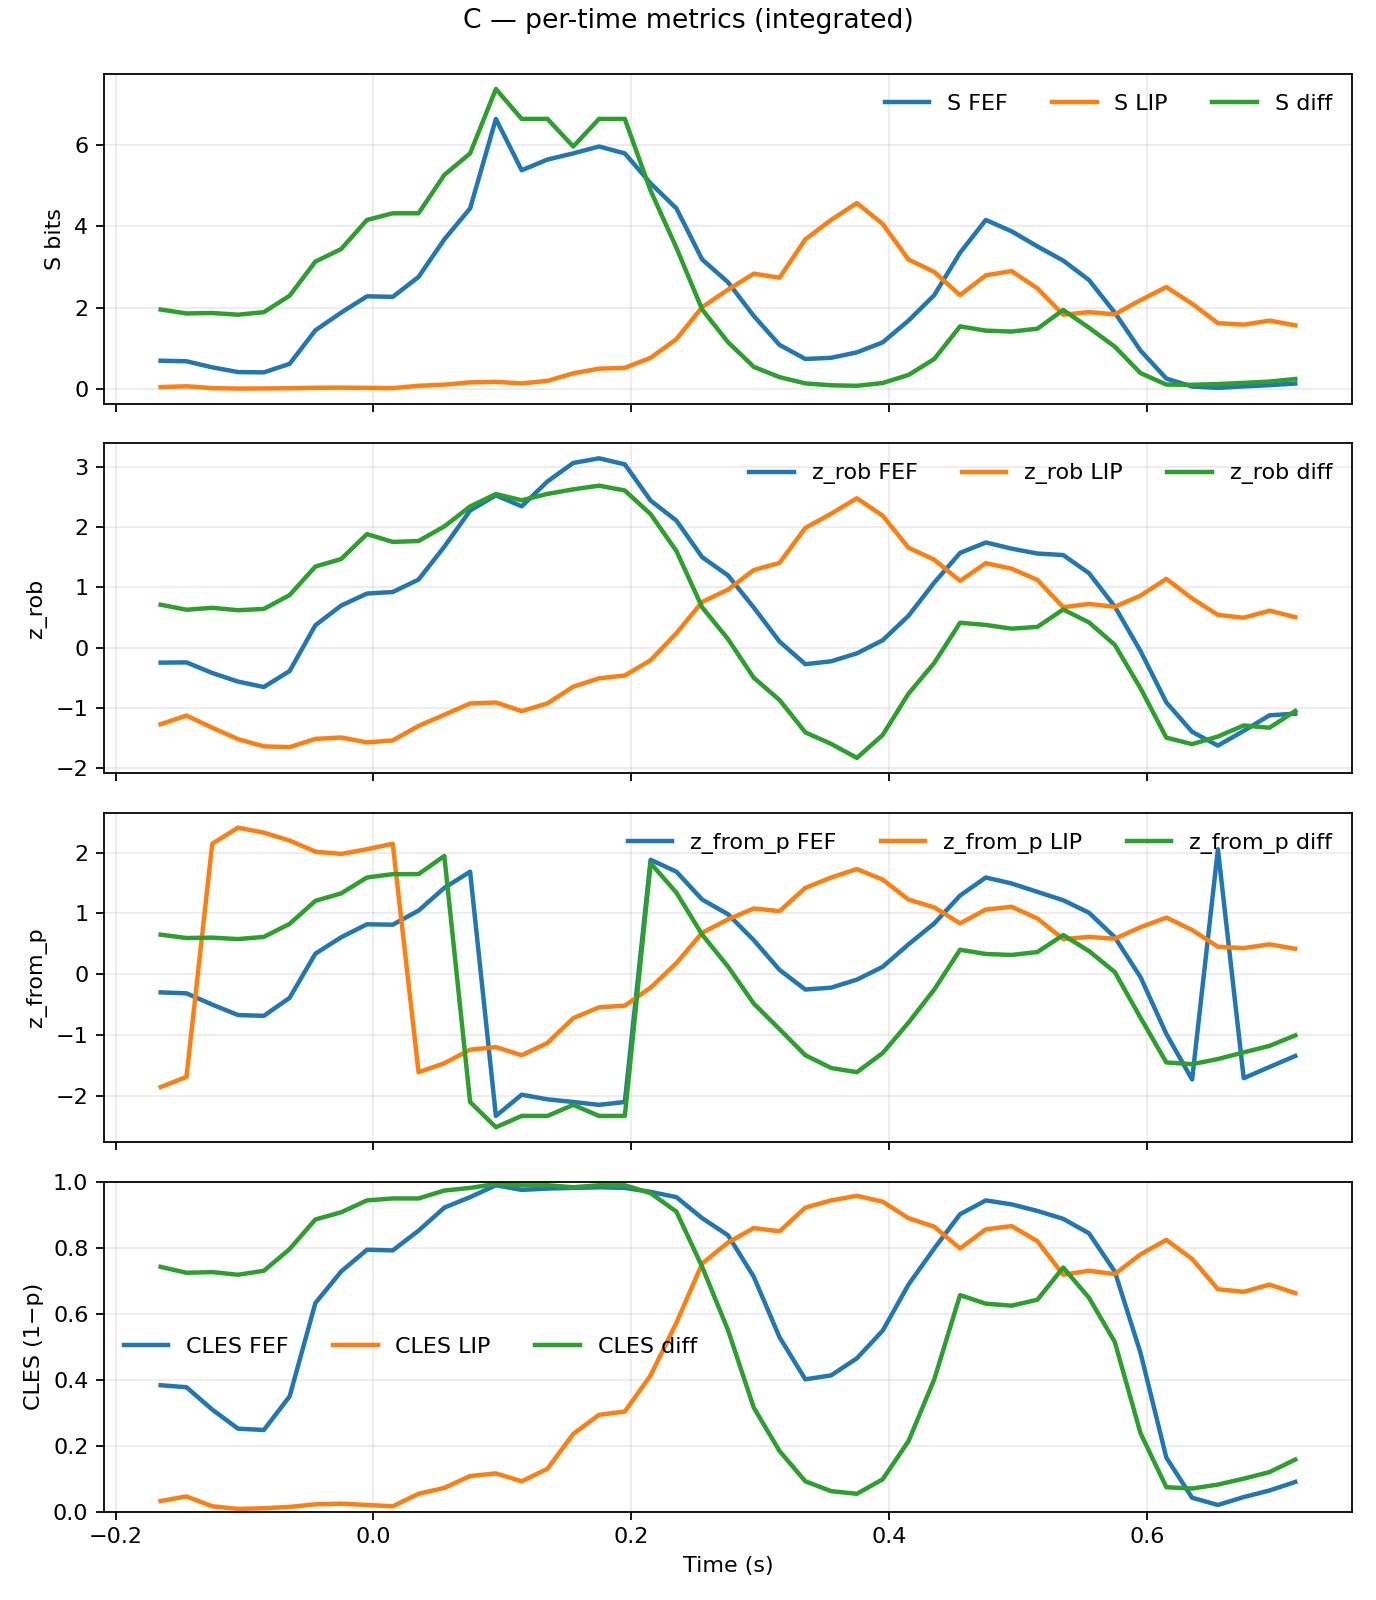 C — per-time metrics (integrated)
S FEF S LIP S diff
6
4
2
0
S bits
z_rob FEF z_rob LIP z_rob diff
3
2
1
0
−1
−2
z_rob
z_from_p FEF z_from_p LIP z_from_p diff
2
1
0
−1
−2
z_from_p
1.0
0.8
0.6
0.4
0.2
0.0
CLES (1−p)
CLES FEF CLES LIP CLES diff
−0.2 0.0 0.2 0.4 0.6
Time (s)